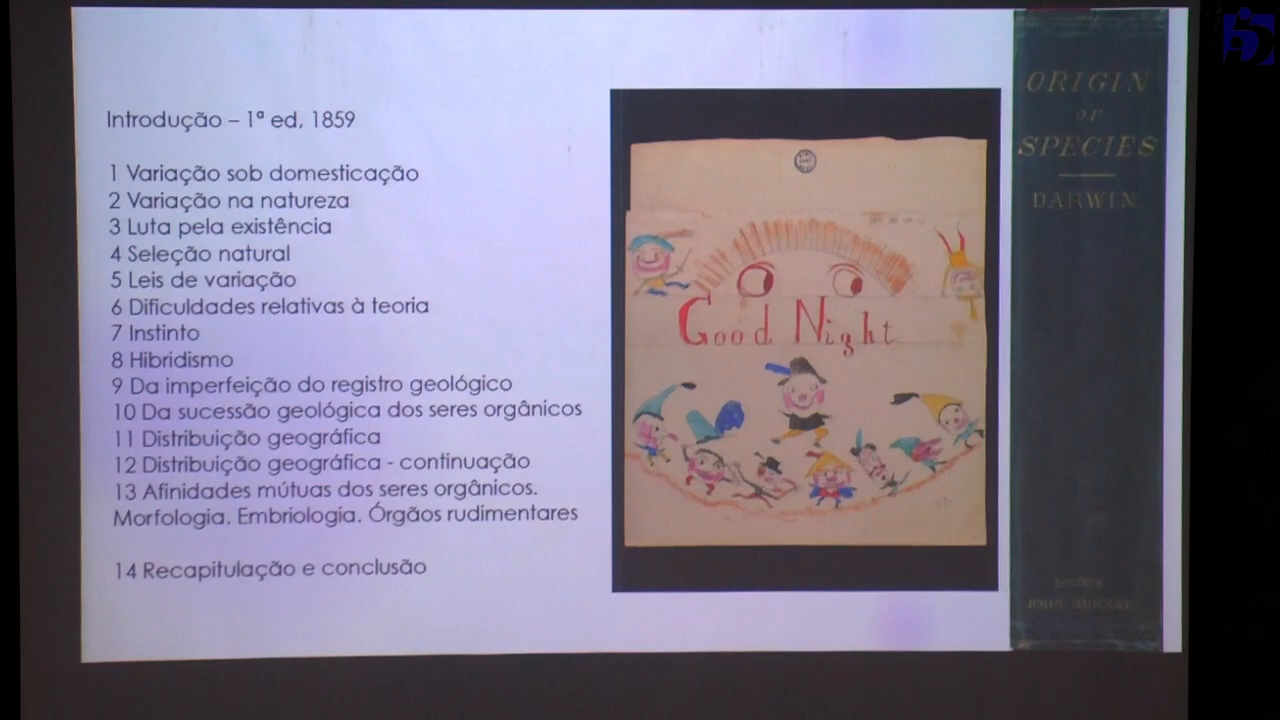 Introdução – 1ª ed, 1859
1 Variação sob domesticação
2 Variação na natureza
3 Luta pela existência
4 Seleção natural
5 Leis de variação
6 Dificuldades relativas à teoria
7 Instinto
8 Hibridismo
9 Da imperfeição do registro geológico
10 Da sucessão geológica dos seres orgânicos
11 Distribuição geográfica
12 Distribuição geográfica - continuação
13 Afinidades mútuas dos seres orgânicos.
Morfologia. Embriologia. Órgãos rudimentares
14 Recapitulação e conclusão
Good Night
ORIGIN
OF
SPECIES
DARWIN
LONDON
JOHN MURRAY